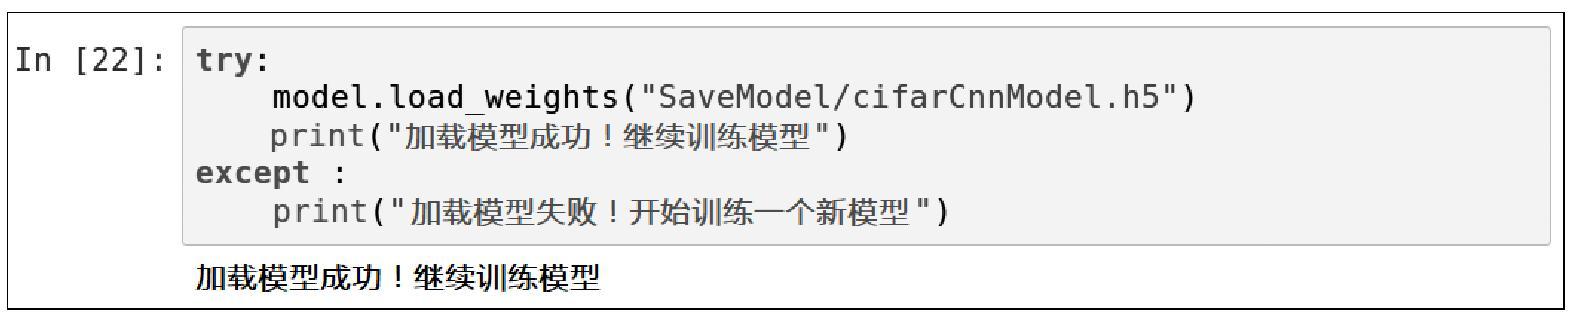 In [22]: try:
    model.load_weights("SaveModel/cifarCnnModel.h5")
    print("加载模型成功！继续训练模型")
except :
    print("加载模型失败！开始训练一个新模型")
加载模型成功！继续训练模型